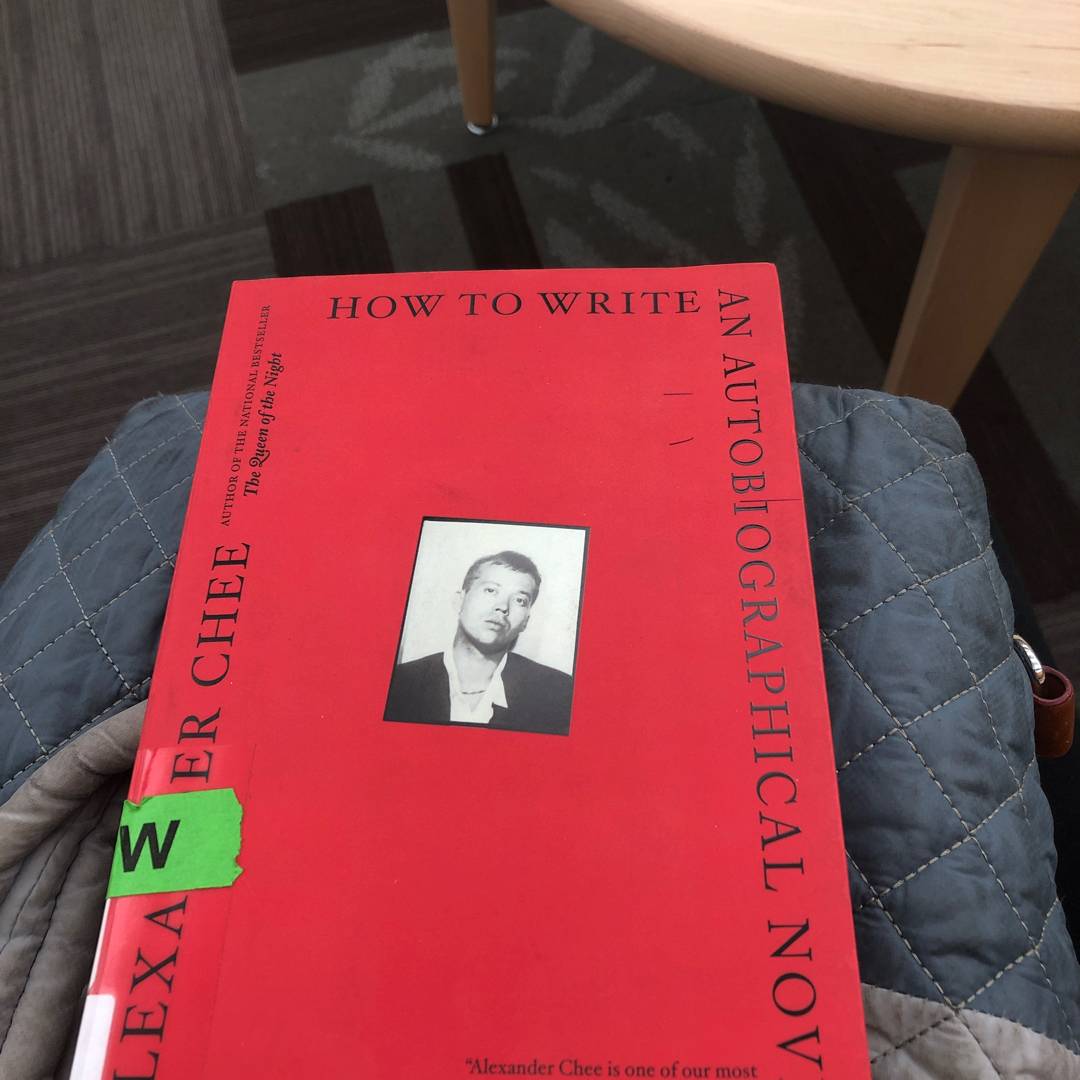 HOW TO WRITE
AN AUTOBIOGRAPHICAL NOV
AUTHOR OF THE NATIONAL BESTSELLER
The Queen of the Night
LEXA ER CHEE
W
"Alexander Chee is one of our most